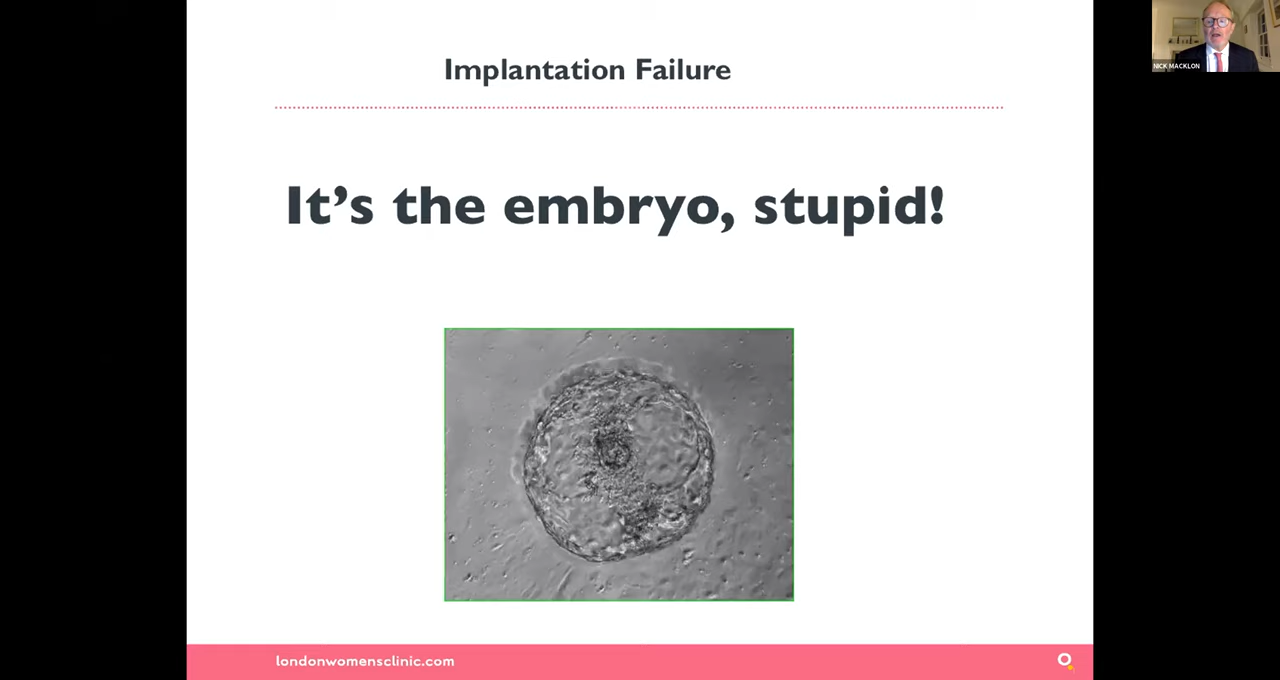 Implantation Failure
It's the embryo, stupid!
londonwomensclinic.com
NICK MACKLON